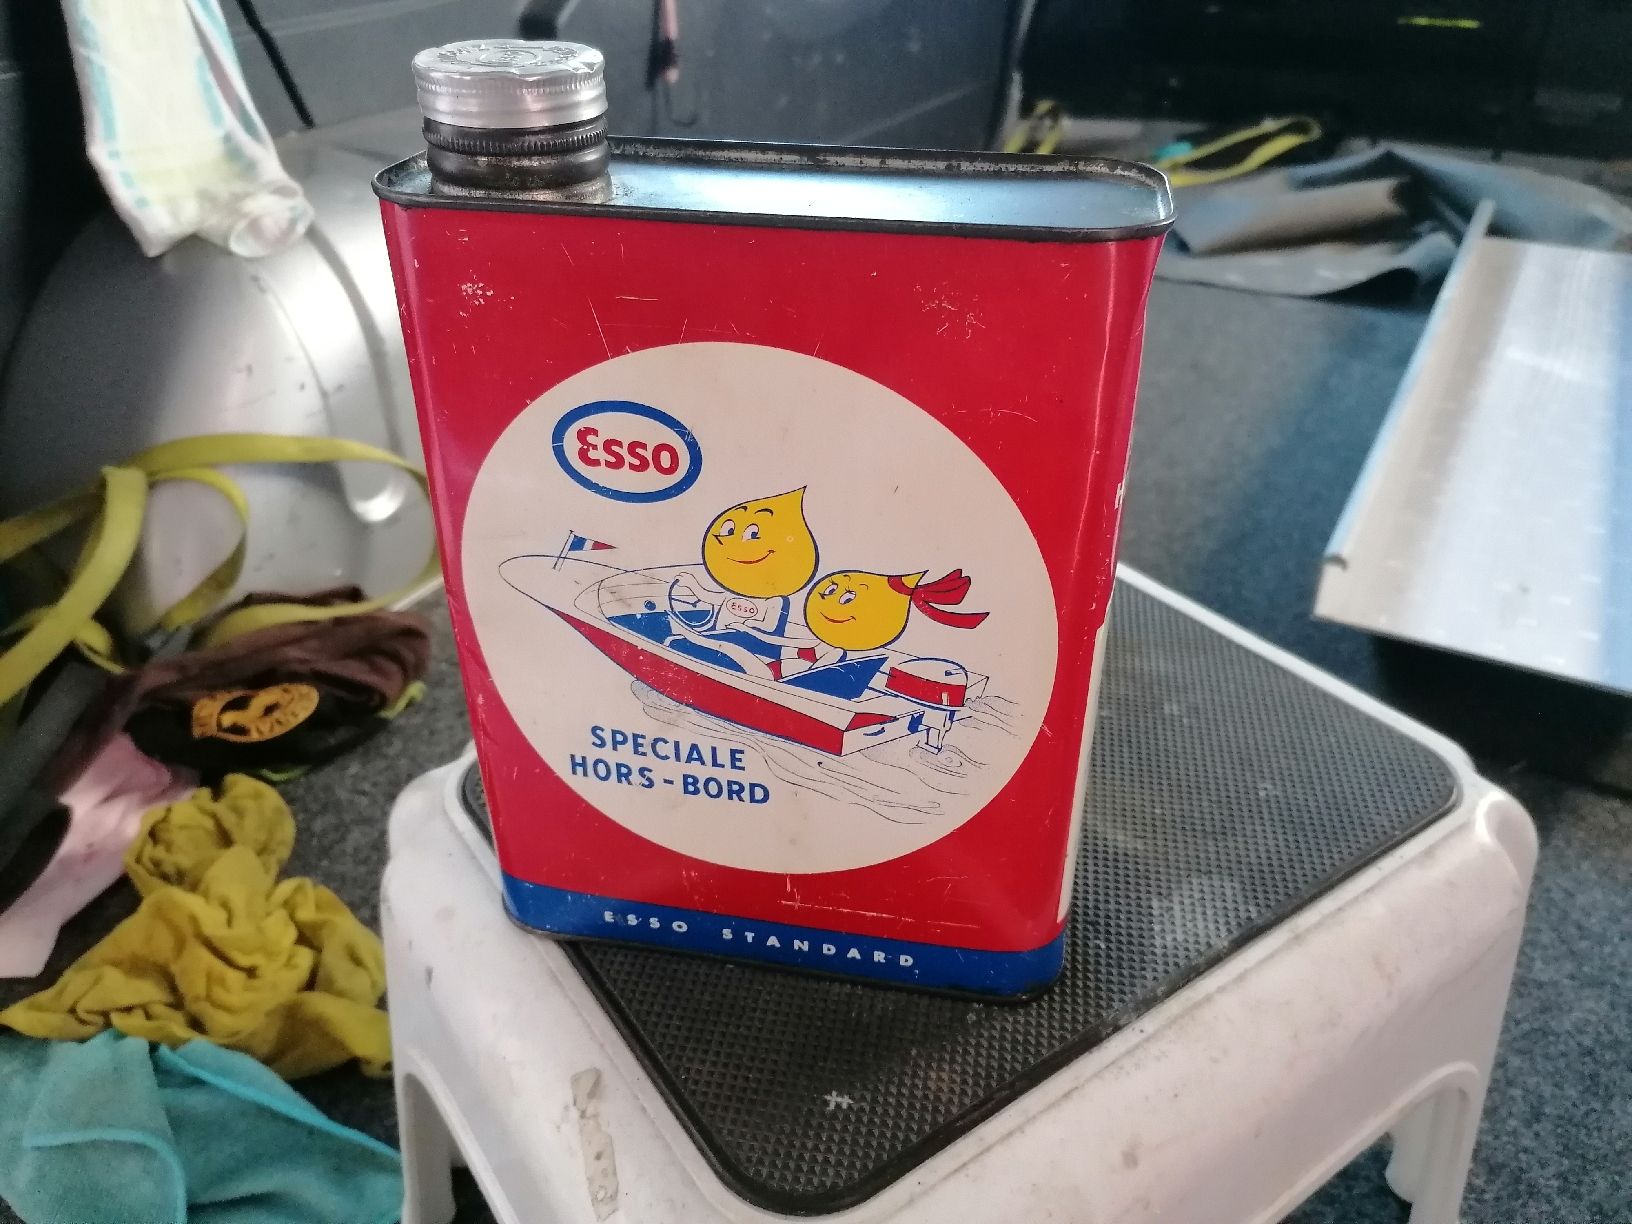 Esso
ESSO
SPECIALE
HORS-BORD
ESSO STANDARD